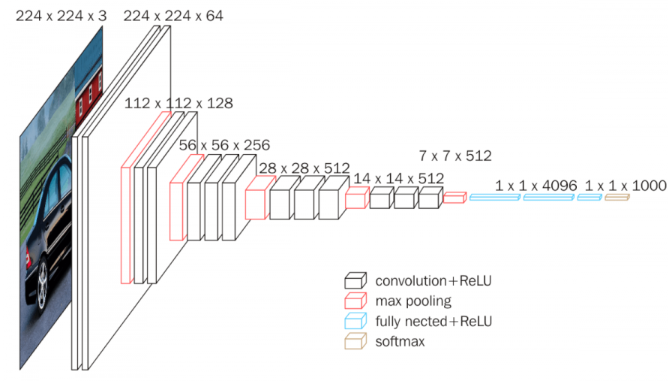 224 x 224 x 3
224 x 224 x 64
112 x 112 x 128
56 x 56 x 256
28 x 28 x 512
14 x 14 x 512
7 x 7 x 512
1 x 1 x 4096
1 x 1 x 1000
convolution+ReLU
max pooling
fully nected+ReLU
softmax